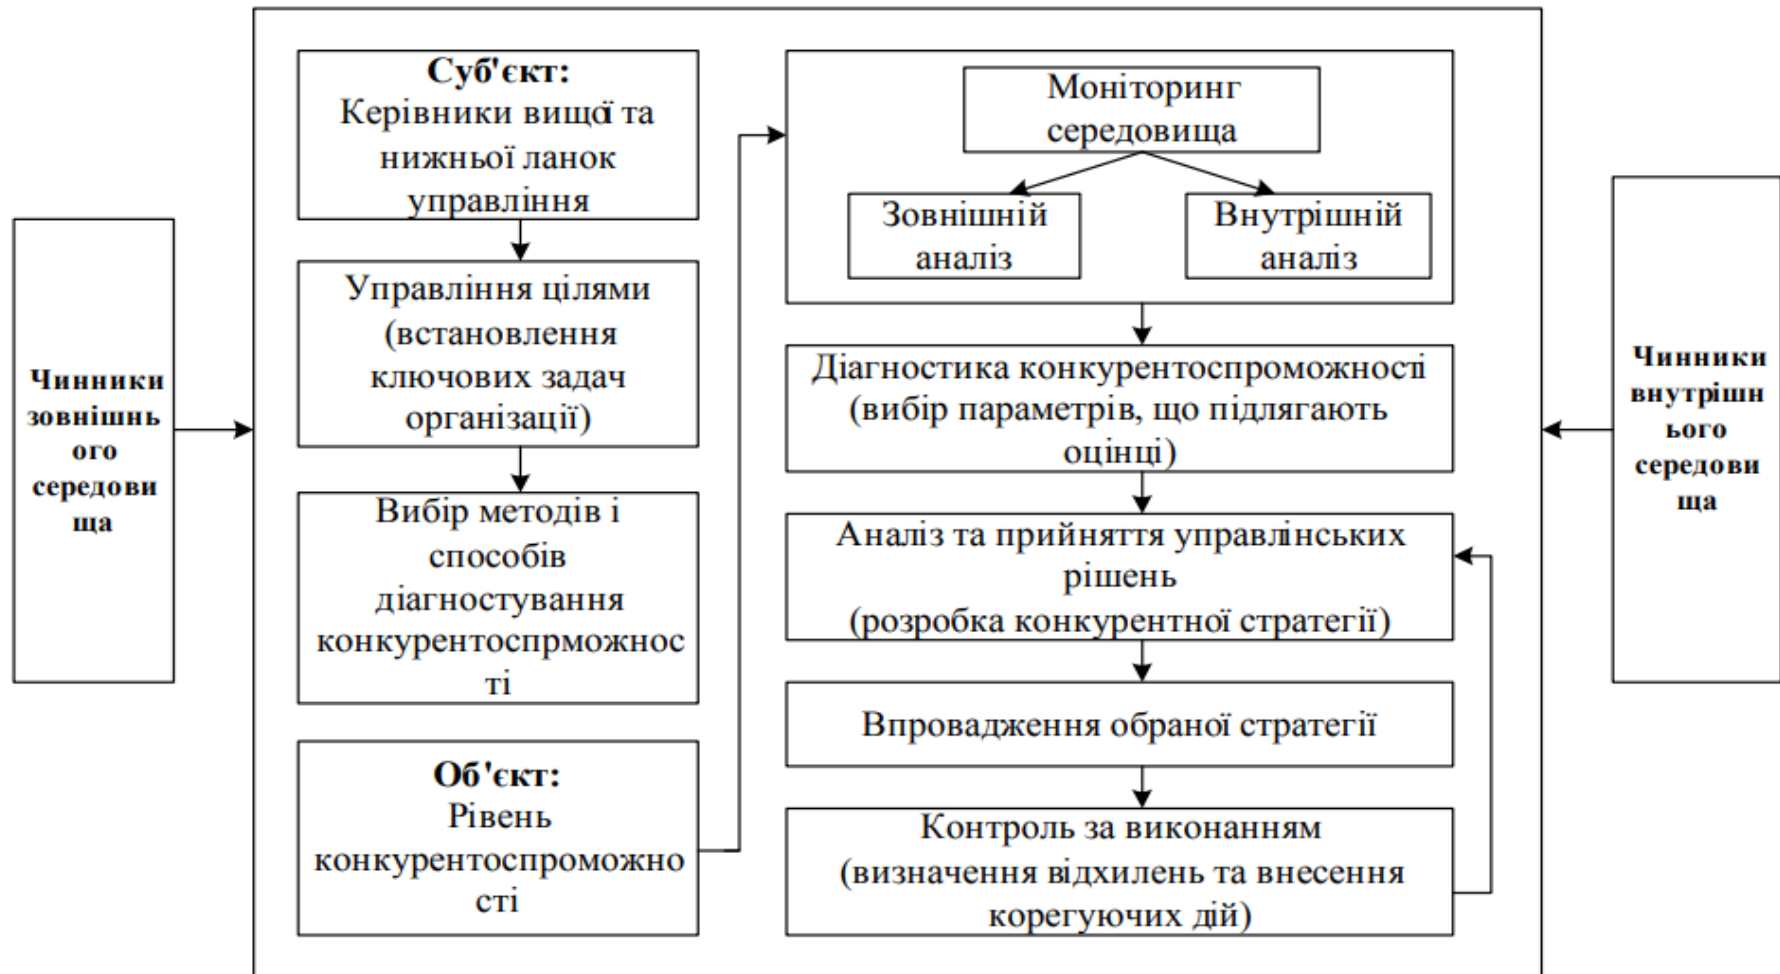 Чинники
зовнішнь
ого
середови
ща
Суб'єкт:
Керівники вищої та
нижньої ланок
управління
Управління цілями
(встановлення
ключових задач
організації)
Вибір методів і
способів
діагностування
конкурентоспрможнос
ті
Об'єкт:
Рівень
конкурентоспроможно
сті
Моніторинг
середовища
Зовнішній
аналіз
Внутрішній
аналіз
Діагностика конкурентоспроможності
(вибір параметрів, що підлягають
оцінці)
Аналіз та прийняття управлінських
рішень
(розробка конкурентної стратегії)
Впровадження обраної стратегії
Контроль за виконанням
(визначення відхилень та внесення
корегуючих дій)
Чинники
внутрішн
ього
середови
ща